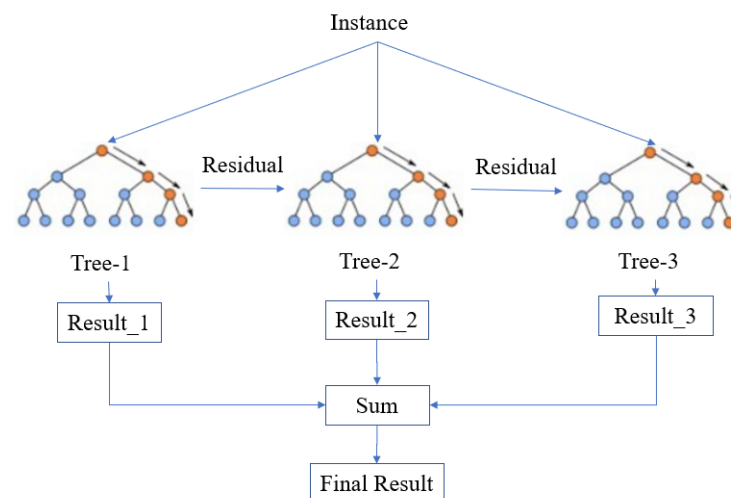 Instance
Residual
Residual
Tree-1
Tree-2
Tree-3
Result_1
Result_2
Result_3
Sum
Final Result